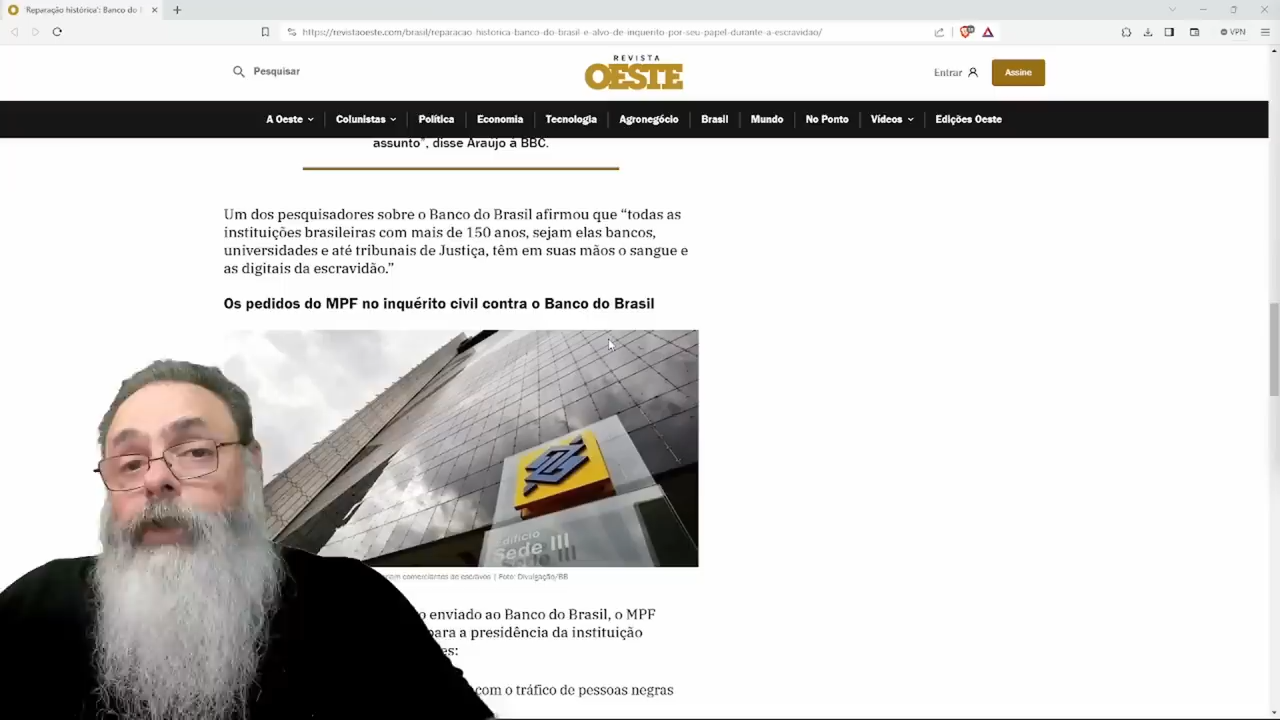 'Reparação histórica': Banco do B
https://revistaoeste.com/brasil/reparacao-historica-banco-do-brasil-e-alvo-de-inquerito-por-seu-papel-durante-a-escravidao/
VPN
Pesquisar
REVISTA
OESTE
Entrar
Assine
A Oeste
Colunistas
Política
Economia
Tecnologia
Agronegócio
Brasil
Mundo
No Ponto
Vídeos
Edições Oeste
assunto", disse Araújo à BBC.
Um dos pesquisadores sobre o Banco do Brasil afirmou que “todas as
instituições brasileiras com mais de 150 anos, sejam elas bancos,
universidades e até tribunais de Justiça, têm em suas mãos o sangue e
as digitais da escravidão.”
Os pedidos do MPF no inquérito civil contra o Banco do Brasil
Edifício
Sede III
comerciantes de escravos | Foto: Divulgação/BB
o enviado ao Banco do Brasil, o MPF
para a presidência da instituição
es:
com o tráfico de pessoas negras